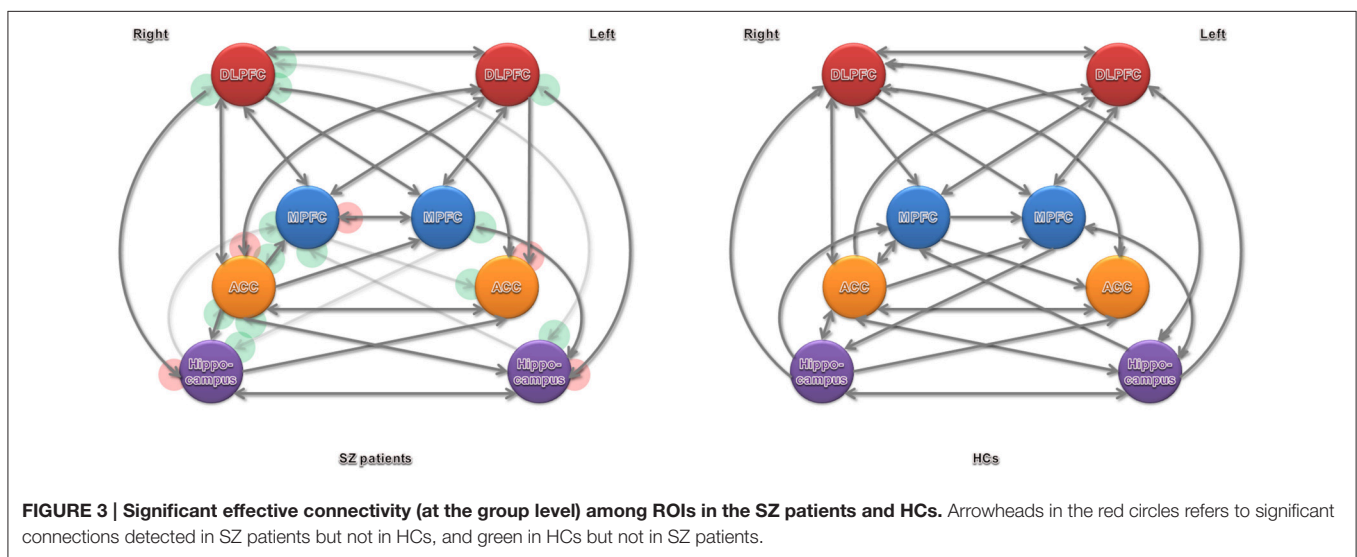 Right
Left
Right
Left
DLPFC
DLPFC
DLPFC
DLPFC
MPFC
MPFC
MPFC
MPFC
ACC
ACC
ACC
ACC
Hippo-
campus
Hippo-
campus
Hippo-
campus
Hippo-
campus
SZ patients
HCs
FIGURE 3 | Significant effective connectivity (at the group level) among ROIs in the SZ patients and HCs. Arrowheads in the red circles refers to significant
connections detected in SZ patients but not in HCs, and green in HCs but not in SZ patients.